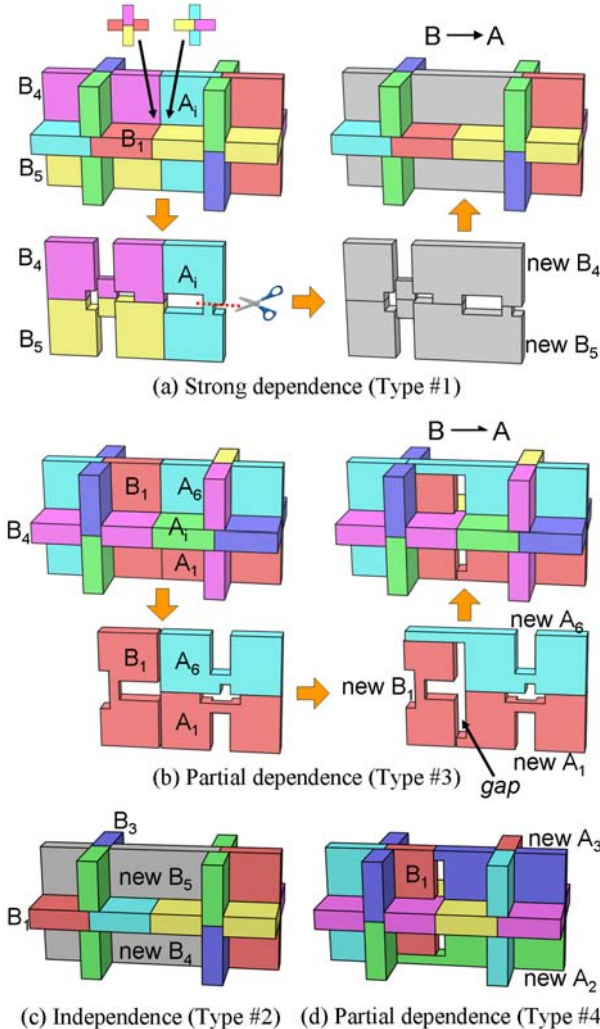 B → A
B4
Ai
B1
B5
B4
Ai
B5
new B4
new B5
(a) Strong dependence (Type #1)
B → A
B1
A6
B4
Ai
A1
B1
A6
A1
new A6
new B1
new A1
gap
(b) Partial dependence (Type #3)
B3
new B5
B1
new B4
new A3
B1
new A2
(c) Independence (Type #2)
(d) Partial dependence (Type #4)